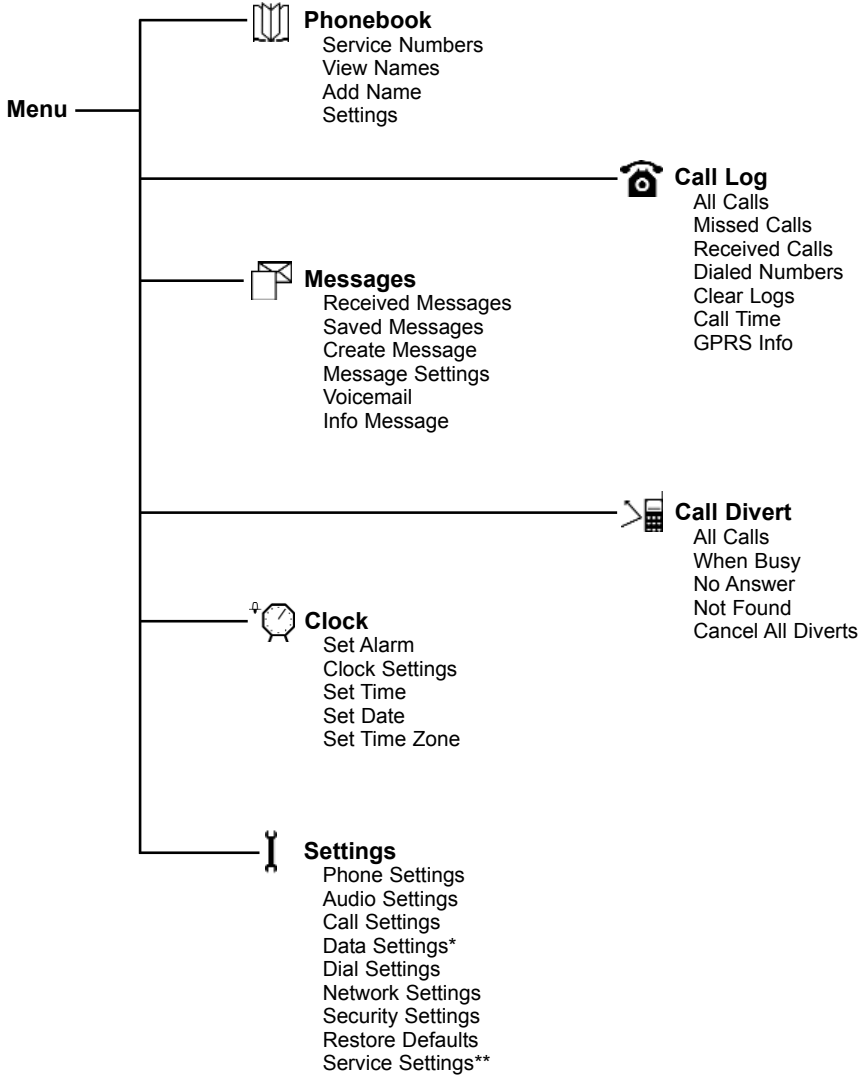 Menu
Phonebook
Service Numbers
View Names
Add Name
Settings
Call Log
All Calls
Missed Calls
Received Calls
Dialed Numbers
Clear Logs
Call Time
GPRS Info
Messages
Received Messages
Saved Messages
Create Message
Message Settings
Voicemail
Info Message
Call Divert
All Calls
When Busy
No Answer
Not Found
Cancel All Diverts
Clock
Set Alarm
Clock Settings
Set Time
Set Date
Set Time Zone
Settings
Phone Settings
Audio Settings
Call Settings
Data Settings*
Dial Settings
Network Settings
Security Settings
Restore Defaults
Service Settings**